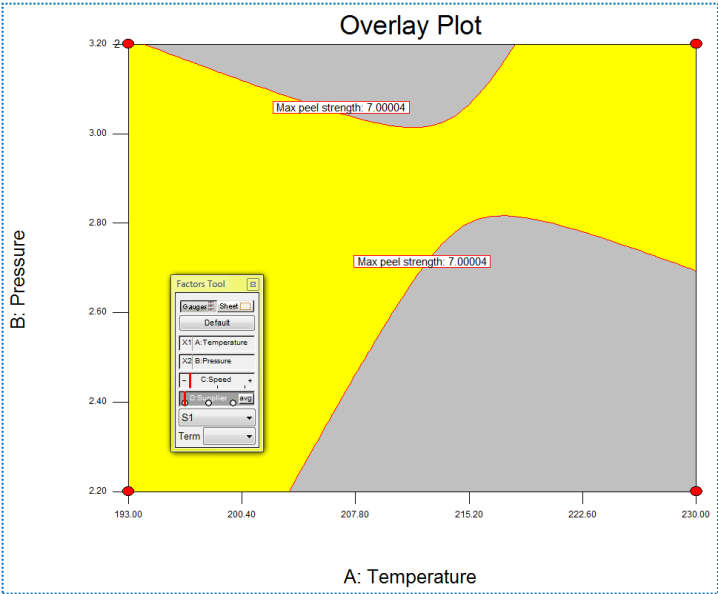 Overlay Plot
3.20
2
Max peel strength: 7.00004
3.00
2.80
Max peel strength: 7.00004
B: Pressure
Factors Tool
Gauges Sheet
Default
X1 A:Temperature
X2 B:Pressure
- C:Speed +
D:Supplier avg
S1
Term
2.60
2.40
2.20
193.00 200.40 207.80 215.20 222.60 230.00
A: Temperature